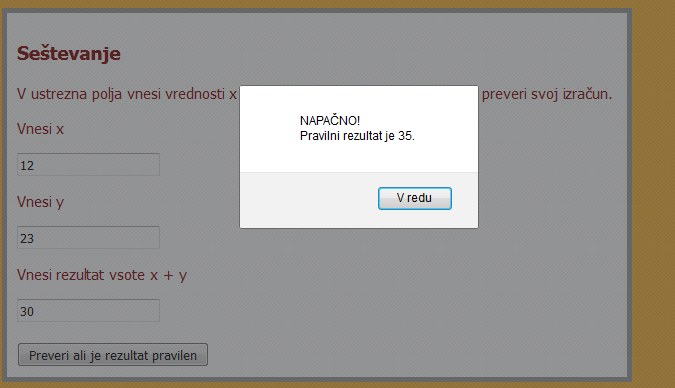 Seštevanje
V ustrezna polja vnesi vrednosti x
preveri svoj izračun.
Vnesi x
12
Vnesi y
23
Vnesi rezultat vsote x + y
30
Preveri ali je rezultat pravilen
NAPAČNO!
Pravilni rezultat je 35.
V redu